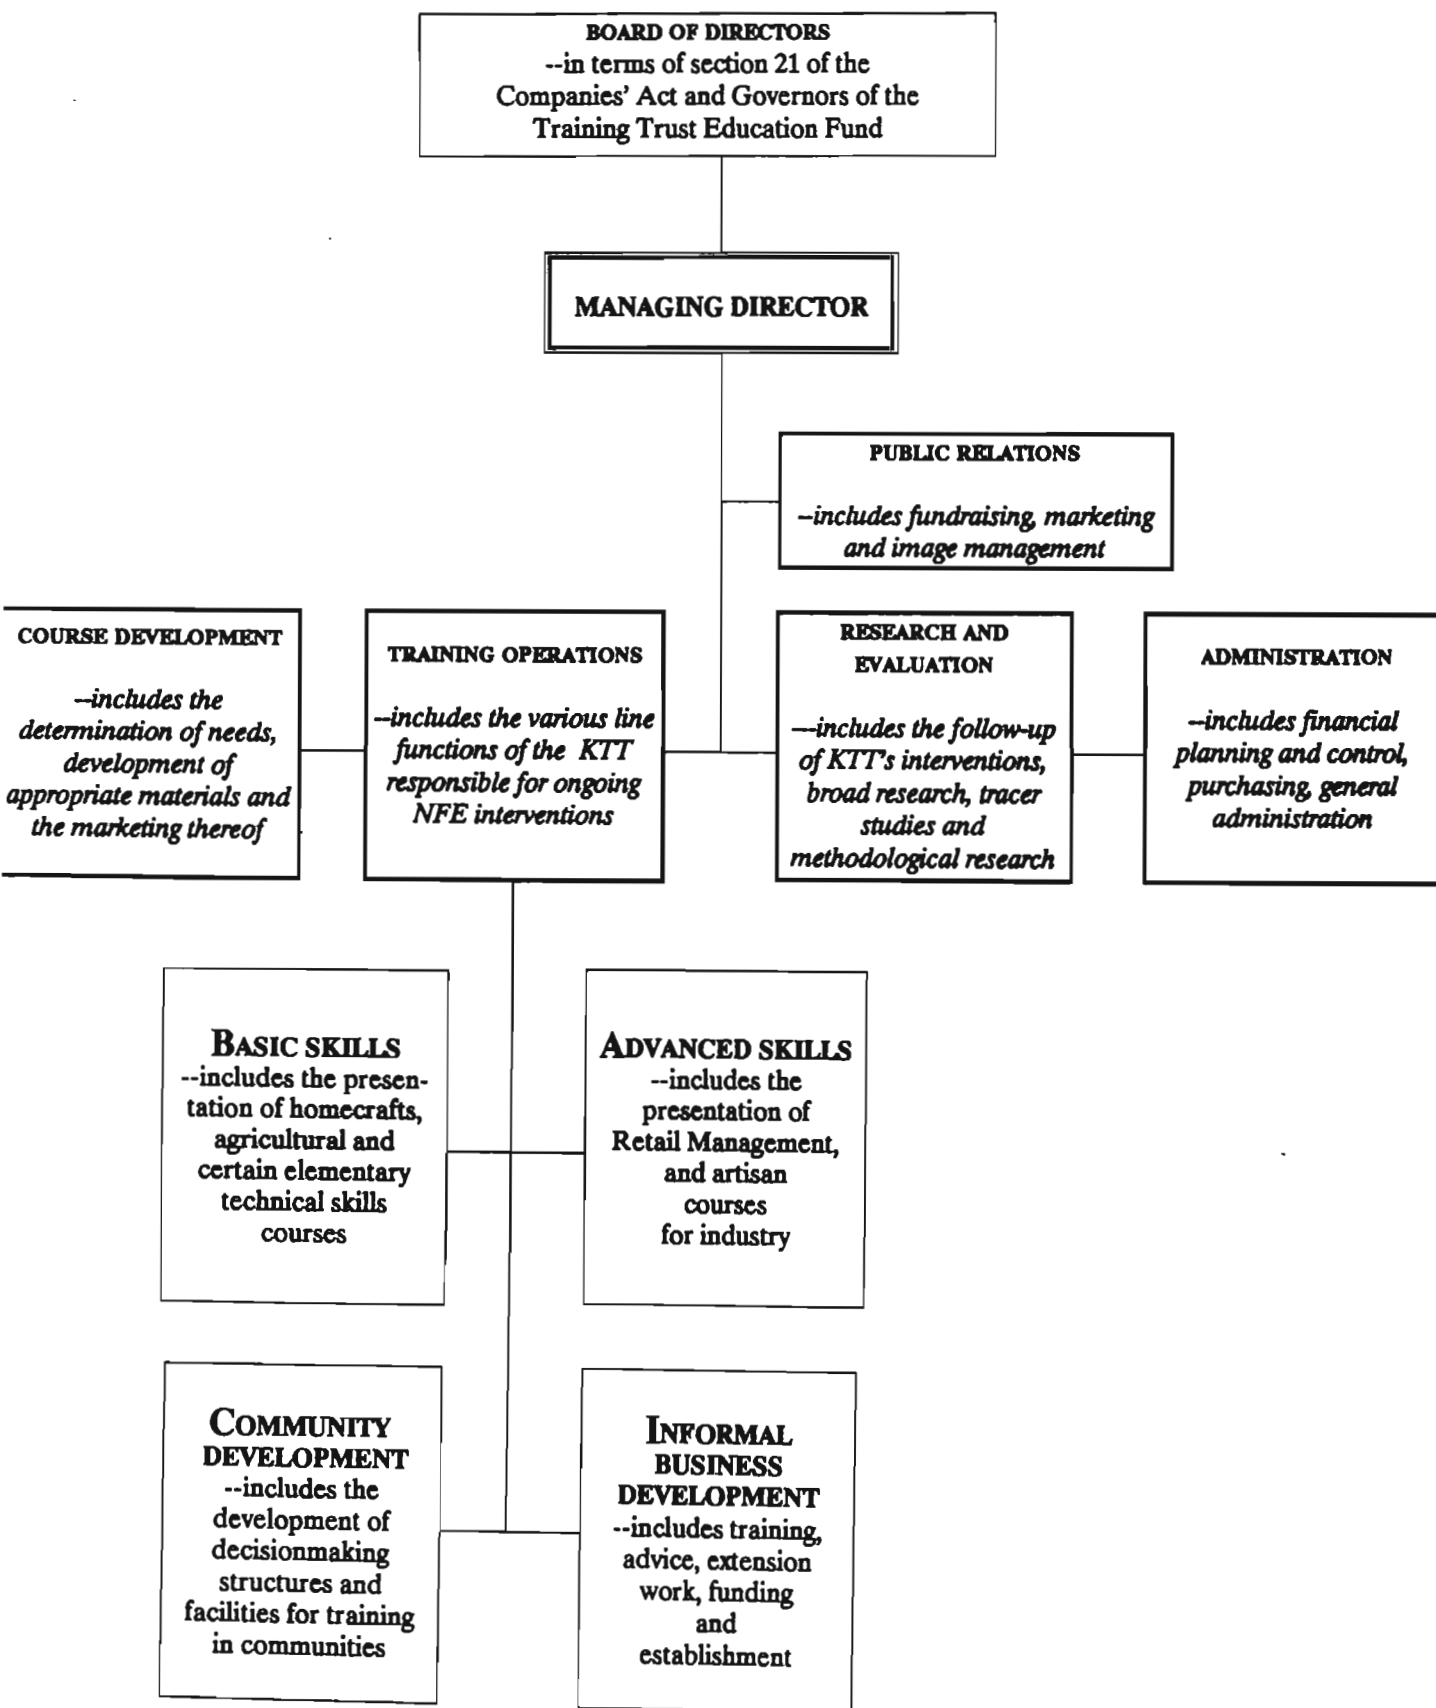 BOARD OF DIRECTORS
--in terms of section 21 of the
Companies' Act and Governors of the
Training Trust Education Fund
MANAGING DIRECTOR
PUBLIC RELATIONS
--includes fundraising, marketing
and image management
COURSE DEVELOPMENT
--includes the
determination of needs,
development of
appropriate materials and
the marketing thereof
TRAINING OPERATIONS
--includes the various line
functions of the KTT
responsible for ongoing
NFE interventions
RESEARCH AND
EVALUATION
---includes the follow-up
of KTT's interventions,
broad research, tracer
studies and
methodological research
ADMINISTRATION
--includes financial
planning and control,
purchasing, general
administration
BASIC SKILLS
--includes the presen-
tation of homecrafts,
agricultural and
certain elementary
technical skills
courses
ADVANCED SKILLS
--includes the
presentation of
Retail Management,
and artisan
courses
for industry
COMMUNITY
DEVELOPMENT
--includes the
development of
decisionmaking
structures and
facilities for training
in communities
INFORMAL
BUSINESS
DEVELOPMENT
--includes training,
advice, extension
work, funding
and
establishment